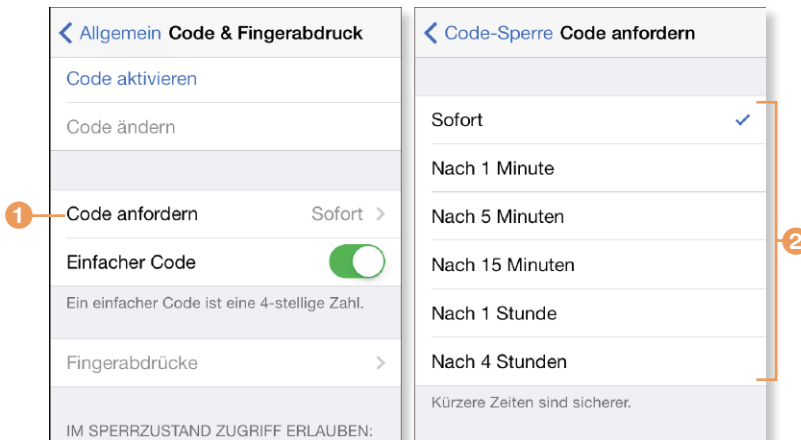 Allgemein Code & Fingerabdruck
Code aktivieren
Code ändern
1
Code anfordern Sofort
Einfacher Code
Ein einfacher Code ist eine 4-stellige Zahl.
Fingerabdrücke
IM SPERRZUSTAND ZUGRIFF ERLAUBEN:
Code-Sperre Code anfordern
Sofort
Nach 1 Minute
Nach 5 Minuten
Nach 15 Minuten
Nach 1 Stunde
Nach 4 Stunden
Kürzere Zeiten sind sicherer.
2